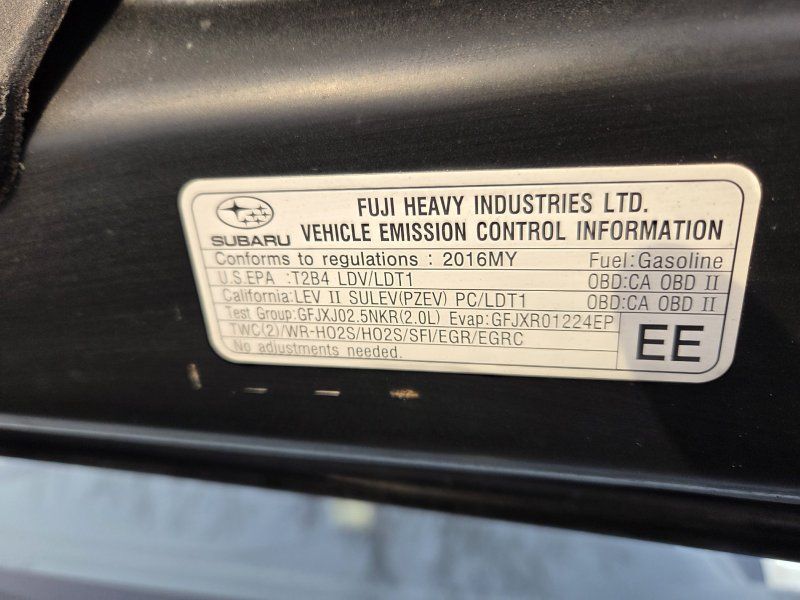 FUJI HEAVY INDUSTRIES LTD.
SUBARU
VEHICLE EMISSION CONTROL INFORMATION
Conforms to regulations : 2016MY Fuel:Gasoline
U.S.EPA :T2B4 LDV/LDT1 OBD:CA OBD II
California:LEV II SULEV(PZEV) PC/LDT1 OBD:CA OBD II
Test Group:GFJXJ02.5NKR(2.0L) Evap:GFJXR01224EP
TWC(2)/WR-HO2S/HO2S/SFI/EGR/EGRC
No adjustments needed.
EE